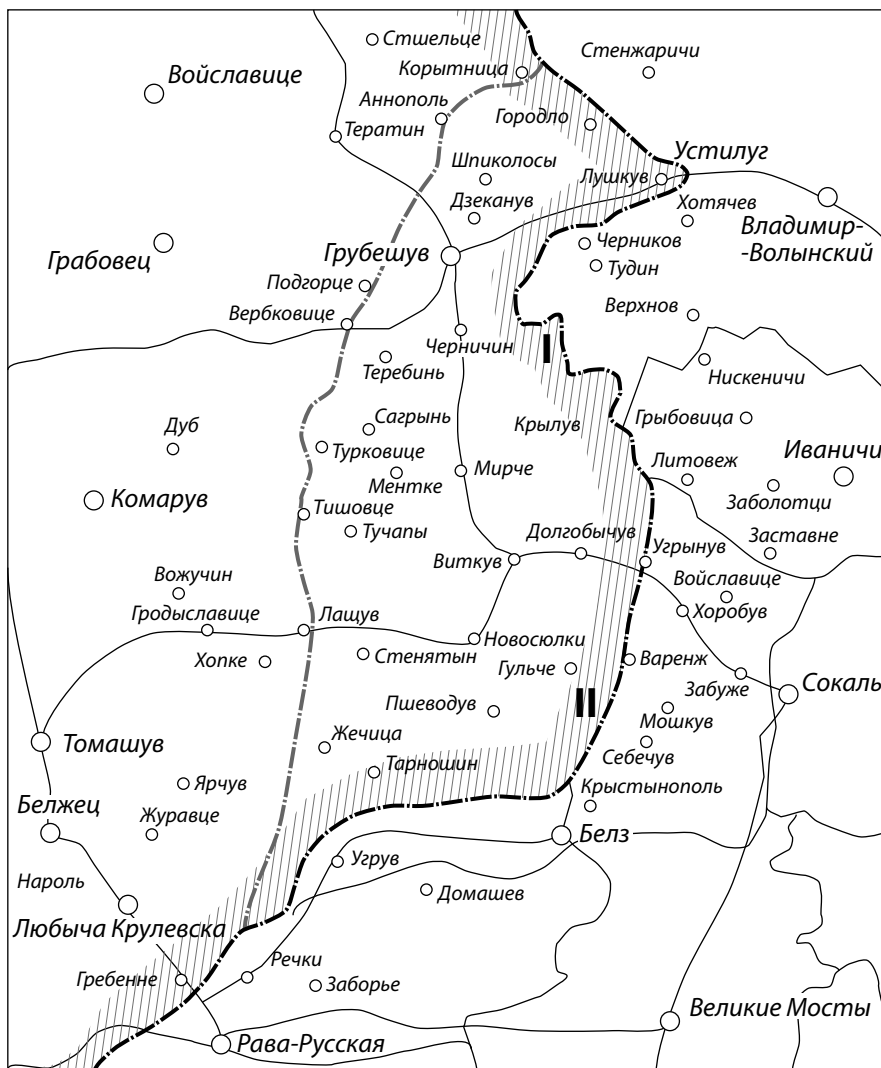 Стшельце
Стенжаричи
Корытница
Войславице
Аннополь
Городло
Тератин
Устилуг
Шпиколосы
Лушкув
Хотячев
Дзеканув
Владимир-
-Волынский
Грубешув
Черников
Грабовец
Тудин
Подгорце
Верхнов
Вербковице
Черничин
I
Теребинь
Нискеничи
Дуб
Сагрынь
Крылув
Грыбовица
Турковице
Иваничи
Ментке
Мирче
Литовеж
Комарув
Заболотци
Тишовце
Тучапы
Долгобычув
Заставне
Виткув
Угрынув
Вожучин
Войславице
Гродыславице
Лащув
Хоробув
Новосюлки
Хопке
Стенятын
Гульче
Варенж
Сокаль
Забуже
Пшеводув
II
Мошкув
Томашув
Жечица
Себечув
Тарношин
Ярчув
Крыстынополь
Белжец
Журавце
Белз
Угрув
Нароль
Домашев
Любыча Крулевска
Речки
Гребенне
Заборье
Великие Мосты
Рава-Русская